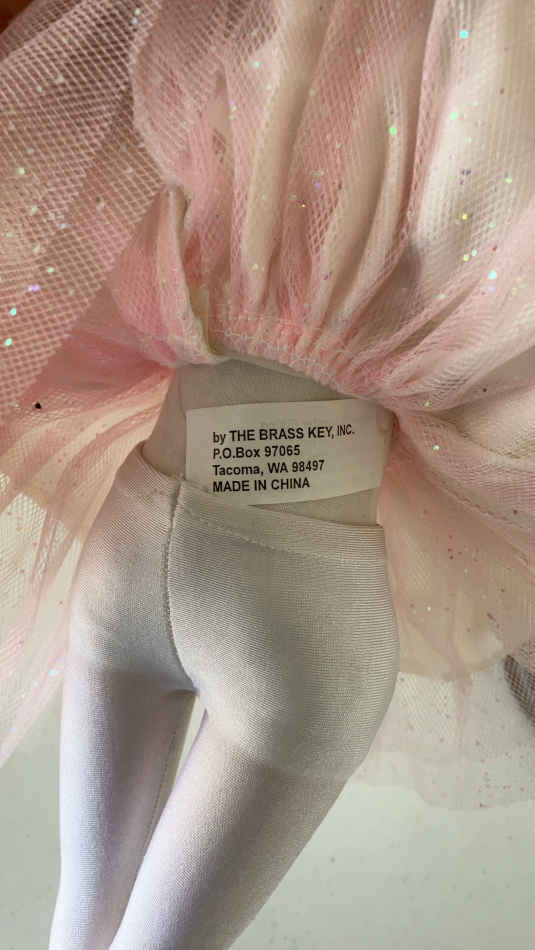 by THE BRASS KEY, INC.
P.O.Box 97065
Tacoma, WA 98497
MADE IN CHINA